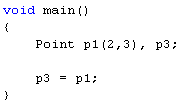 void main()
{
    Point p1(2,3), p3;
    p3 = p1;
}